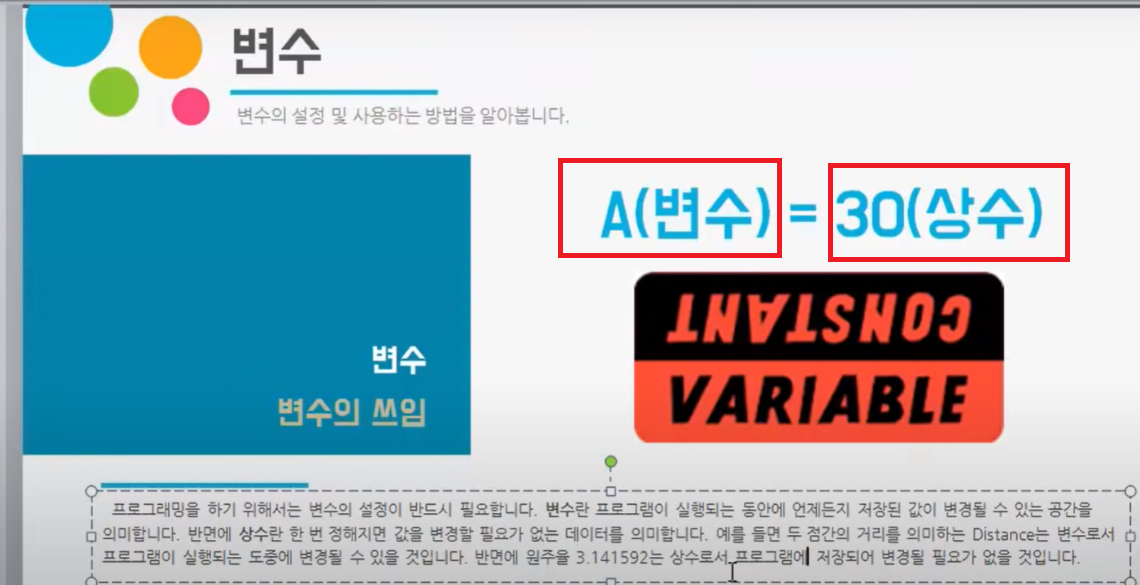 변수
변수의 설정 및 사용하는 방법을 알아봅니다.
A(변수) = 30(상수)
CONSTANT
VARIABLE
변수
변수의 쓰임
프로그래밍을 하기 위해서는 변수의 설정이 반드시 필요합니다. 변수란 프로그램이 실행되는 동안에 언제든지 저장된 값이 변경될 수 있는 공간을
의미합니다. 반면에 상수란 한 번 정해지면 값을 변경할 필요가 없는 데이터를 의미합니다. 예를 들면 두 점간의 거리를 의미하는 Distance는 변수로서
프로그램이 실행되는 도중에 변경될 수 있을 것입니다. 반면에 원주율 3.141592는 상수로서 프로그램에 저장되어 변경될 필요가 없을 것입니다.